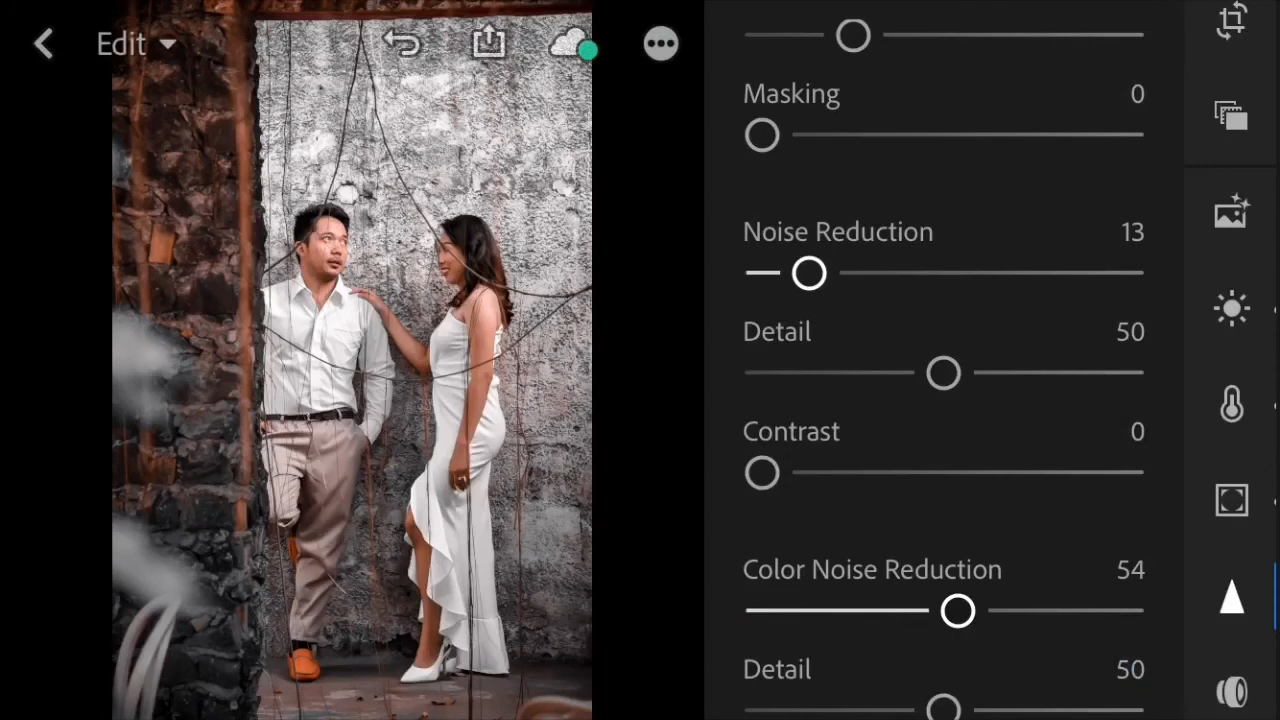 Edit
Masking 0
Noise Reduction 13
Detail 50
Contrast 0
Color Noise Reduction 54
Detail 50